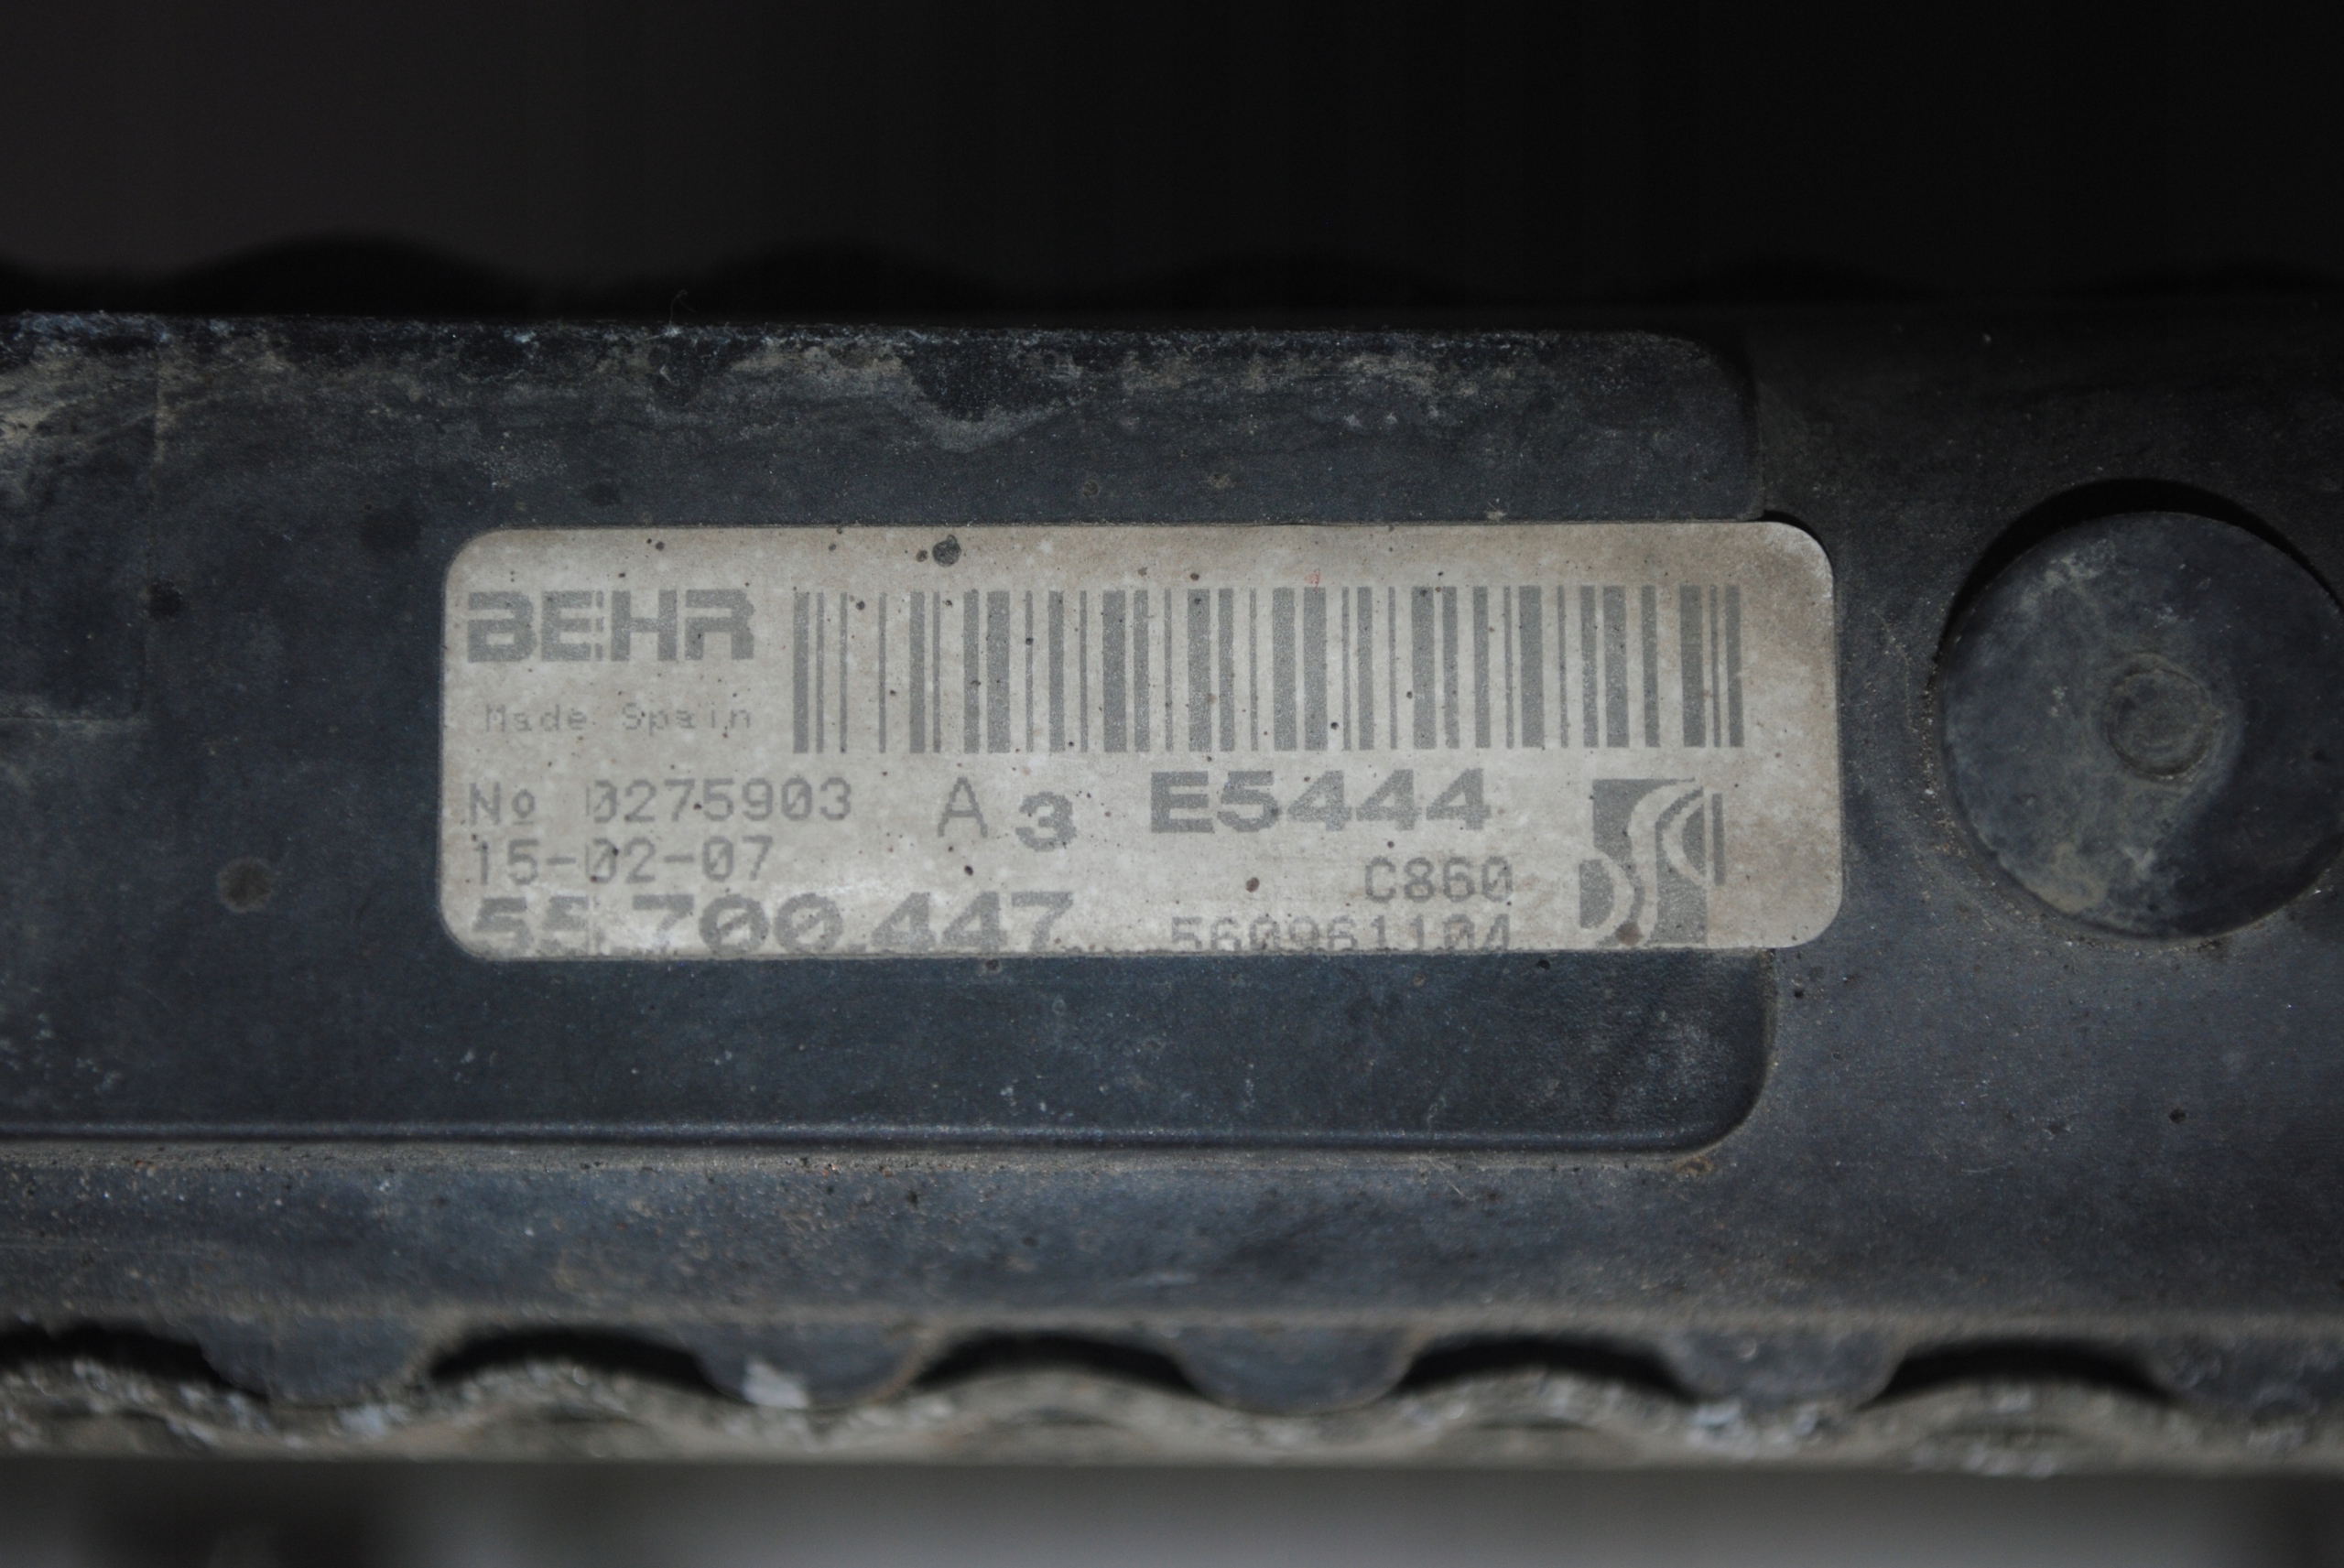 BEHR
Made Spain
No 0275903 A 3 E5444
15-02-07 C860
55.700.447 560961104